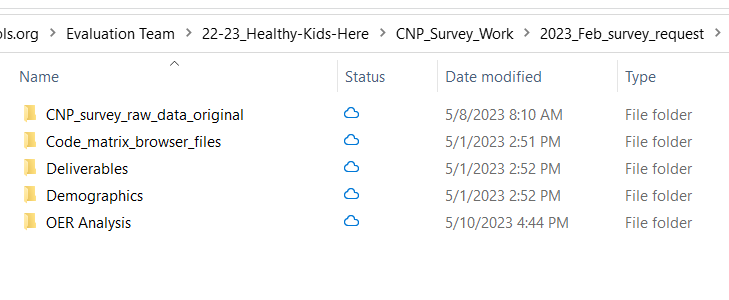 ols.org > Evaluation Team > 22-23_Healthy-Kids-Here > CNP_Survey_Work > 2023_Feb_survey_request >
Name Status Date modified Type
CNP_survey_raw_data_original 5/8/2023 8:10 AM File folder
Code_matrix_browser_files 5/1/2023 2:51 PM File folder
Deliverables 5/1/2023 2:52 PM File folder
Demographics 5/1/2023 2:52 PM File folder
OER Analysis 5/10/2023 4:44 PM File folder